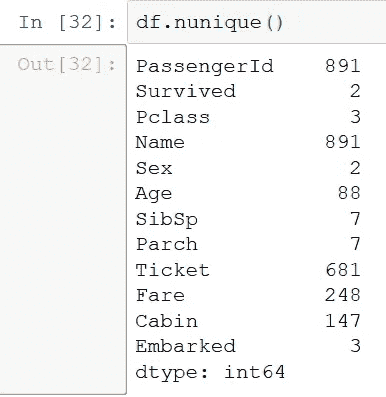 In [32]: df.nunique()
Out[32]: PassengerId 891
Survived 2
Pclass 3
Name 891
Sex 2
Age 88
SibSp 7
Parch 7
Ticket 681
Fare 248
Cabin 147
Embarked 3
dtype: int64